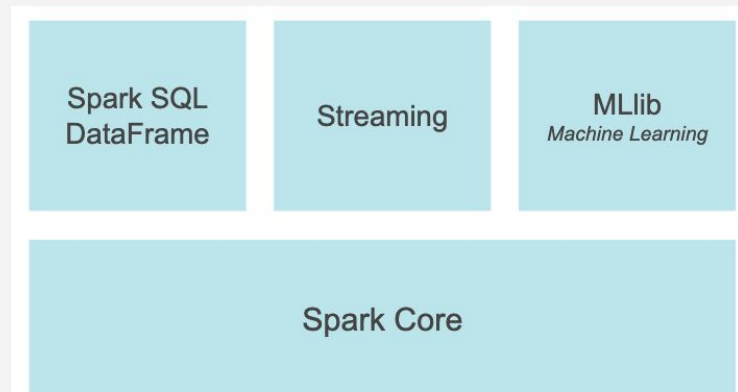 Spark SQL
DataFrame
Streaming
MLlib
Machine Learning
Spark Core